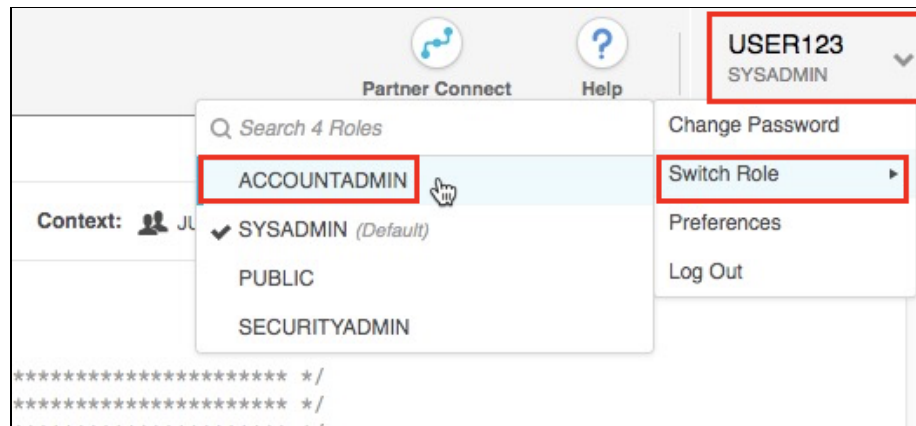 USER123
SYSADMIN
Partner Connect
Help
Search 4 Roles
Change Password
ACCOUNTADMIN
Switch Role
Context:
SYSADMIN (Default)
Preferences
PUBLIC
Log Out
SECURITYADMIN
********************** */
********************** */